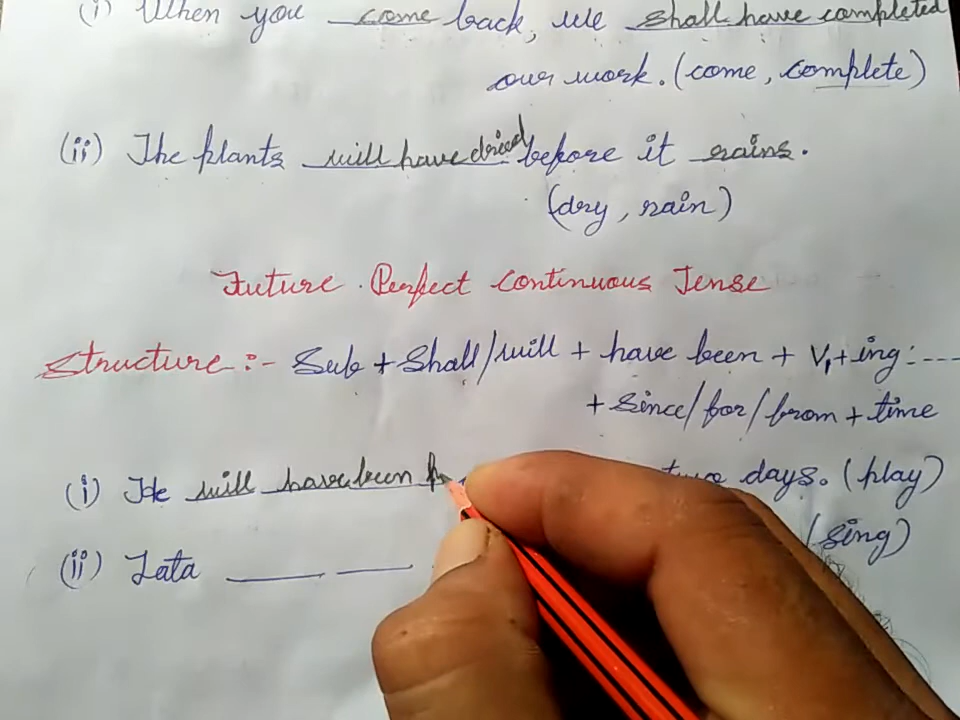 (i) When you come back, we shall have completed
our work. (come, complete)
(ii) The plants will have dried before it rains.
(dry, rain)
Future Perfect Continuous Tense
Structure:- Sub + Shall/will + have been + V1+ing: ----
+ since/for/from + time
(i) He will have been two days. (play)
(ii) Lata ____ ____ (sing)